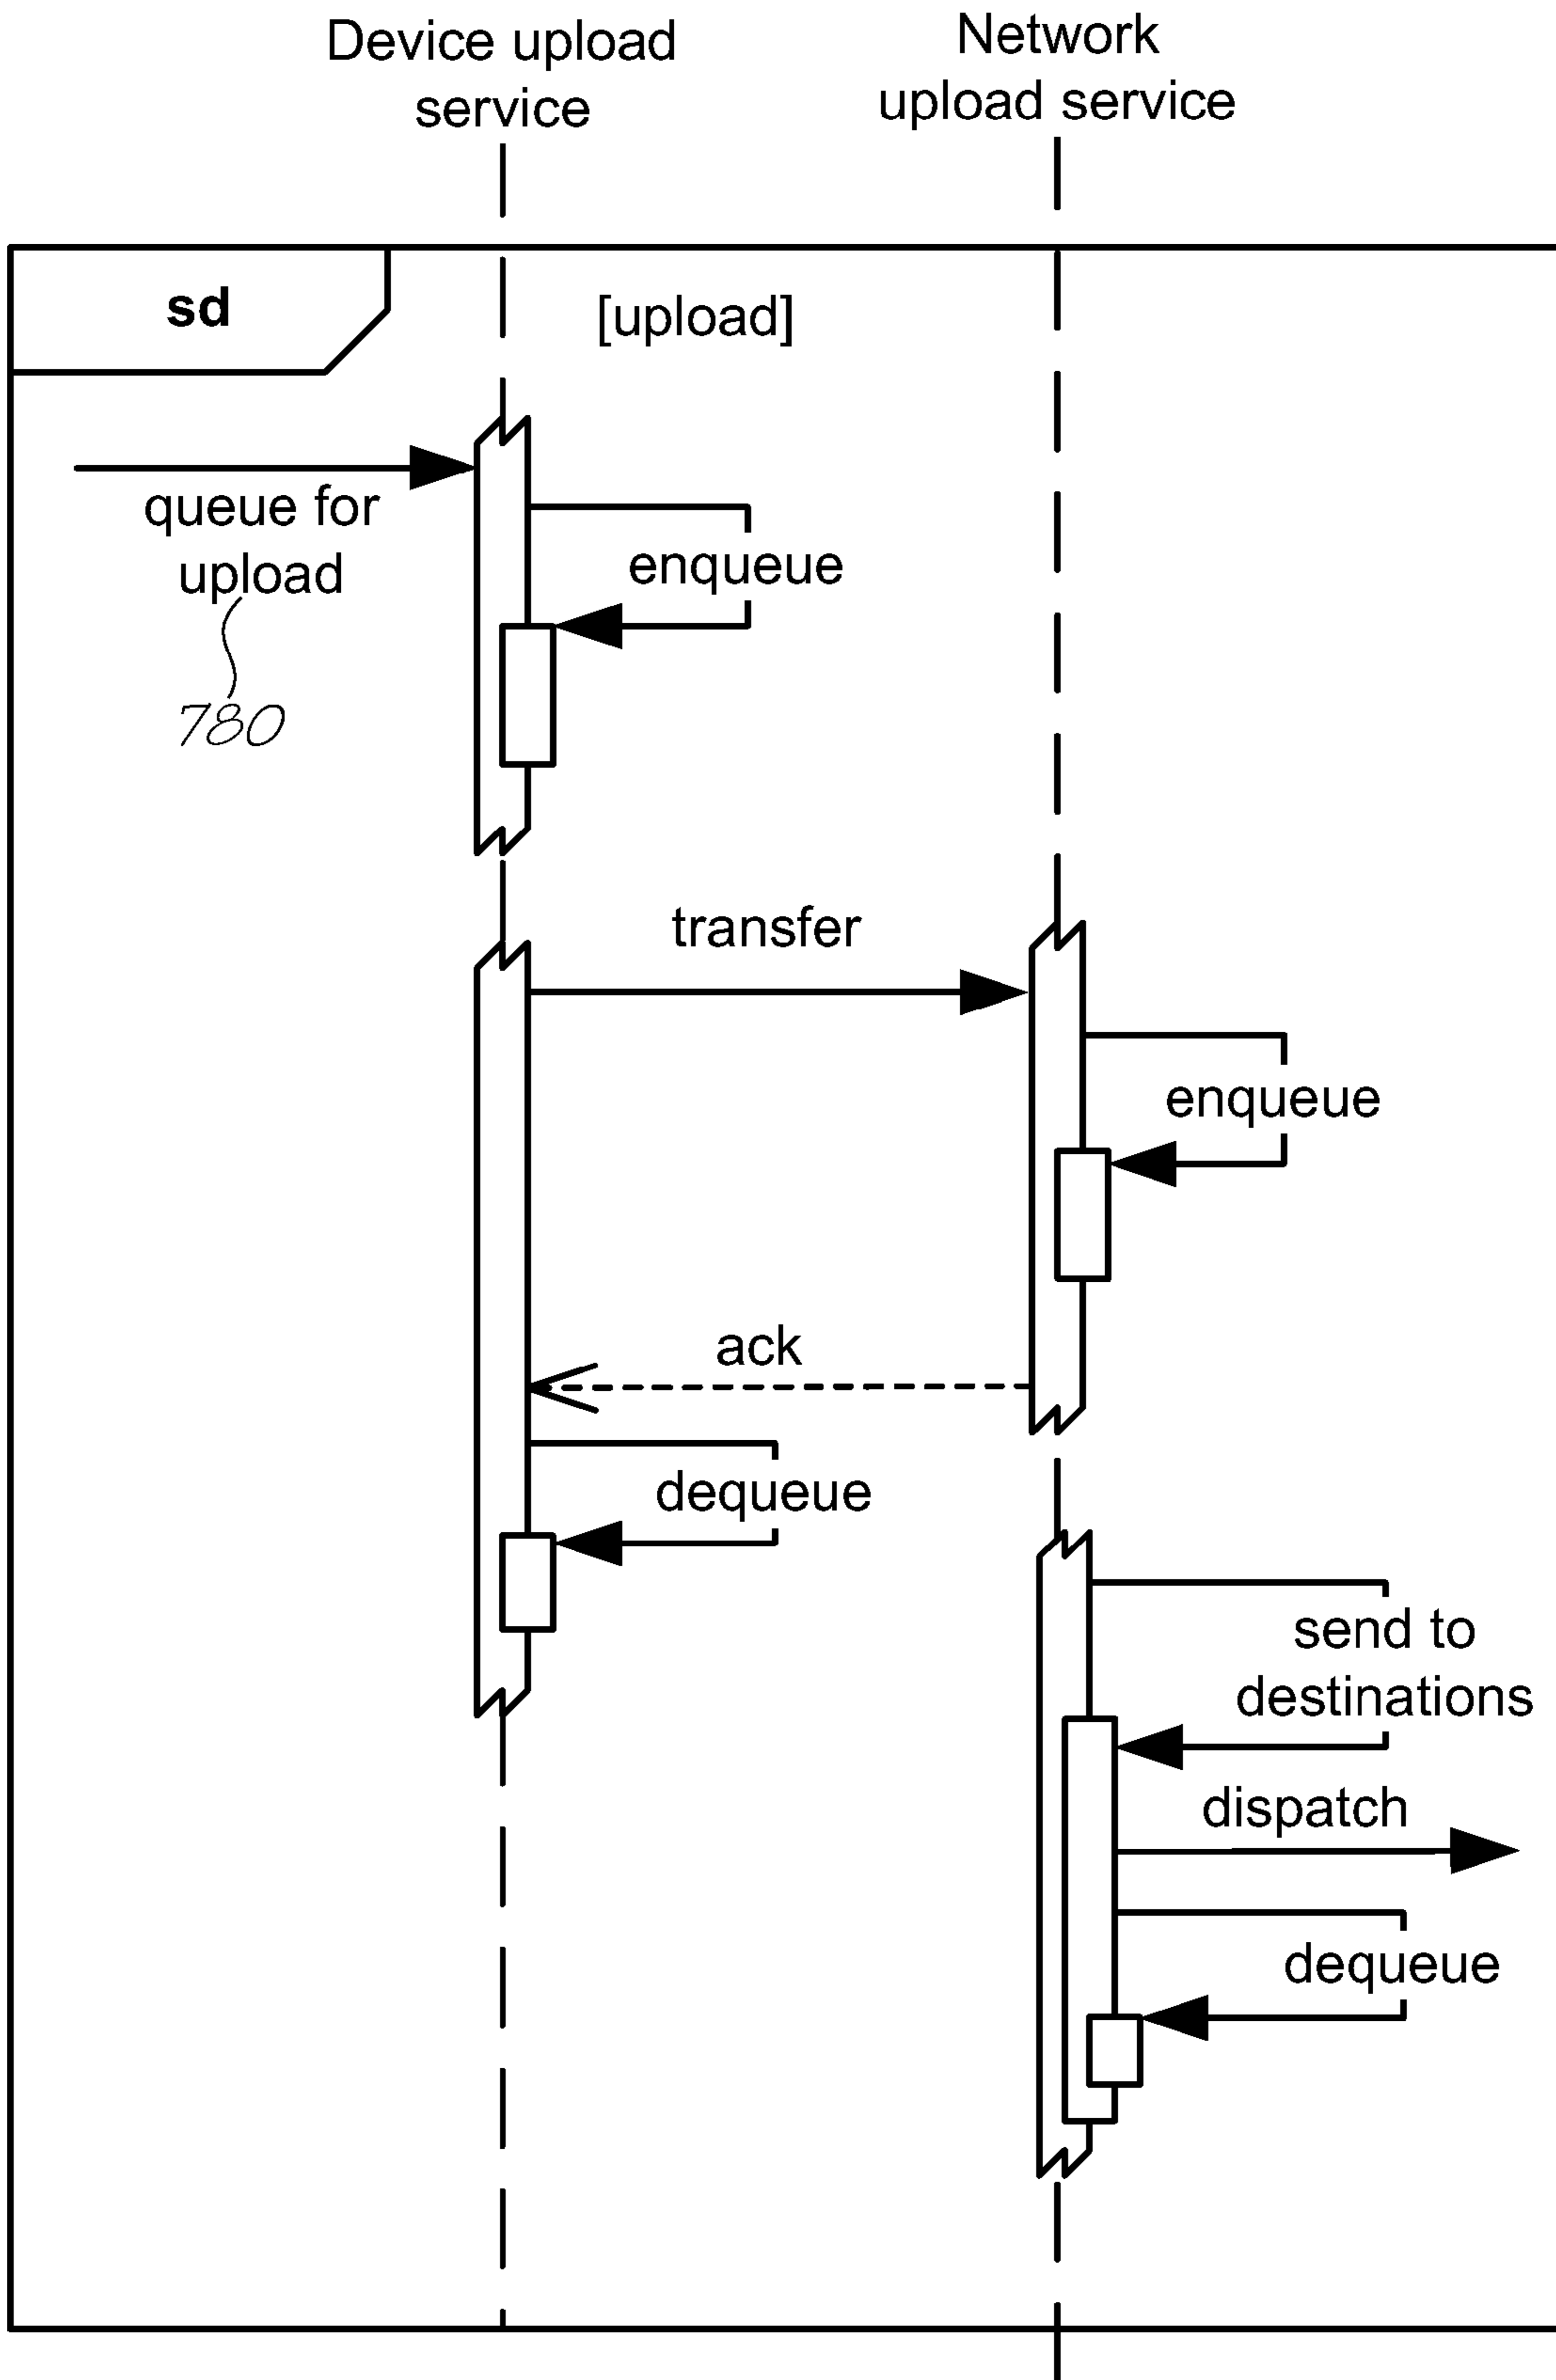 Device upload
service
Network
upload service
sd
[upload]
queue for
upload
enqueue
780
transfer
enqueue
ack
dequeue
send to
destinations
dispatch
dequeue